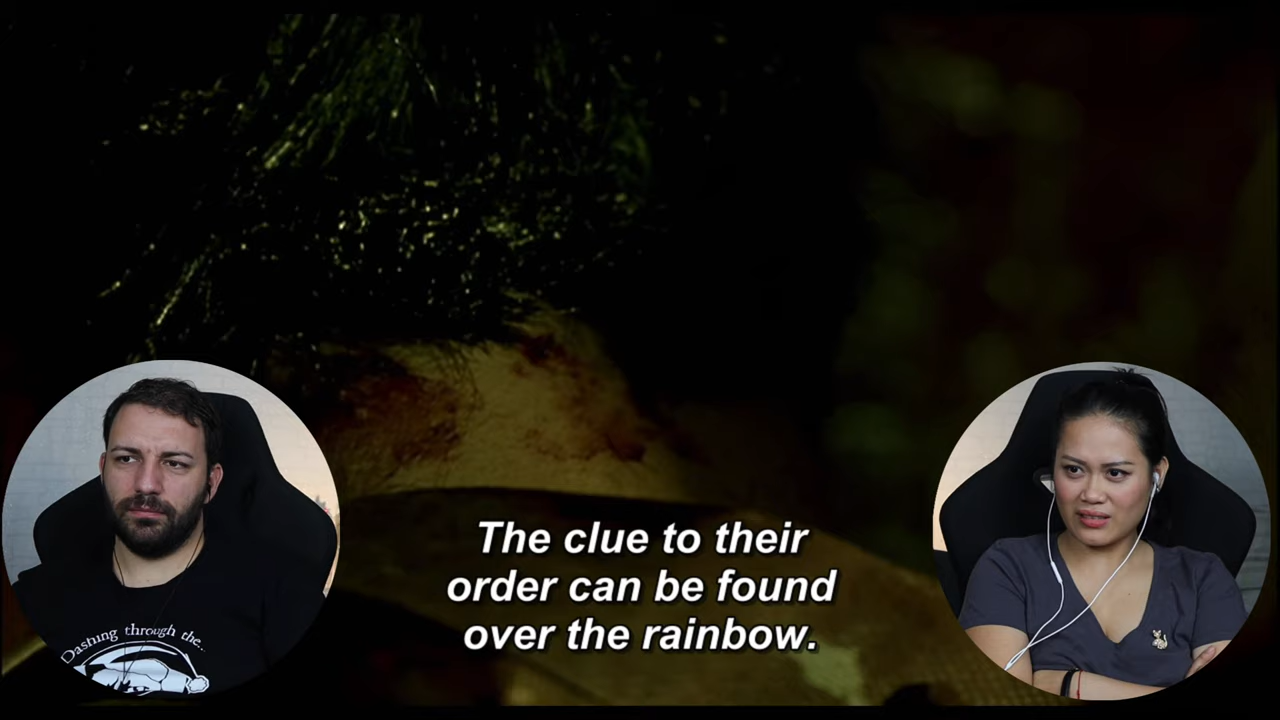 Dashing through the..
The clue to their
order can be found
over the rainbow.